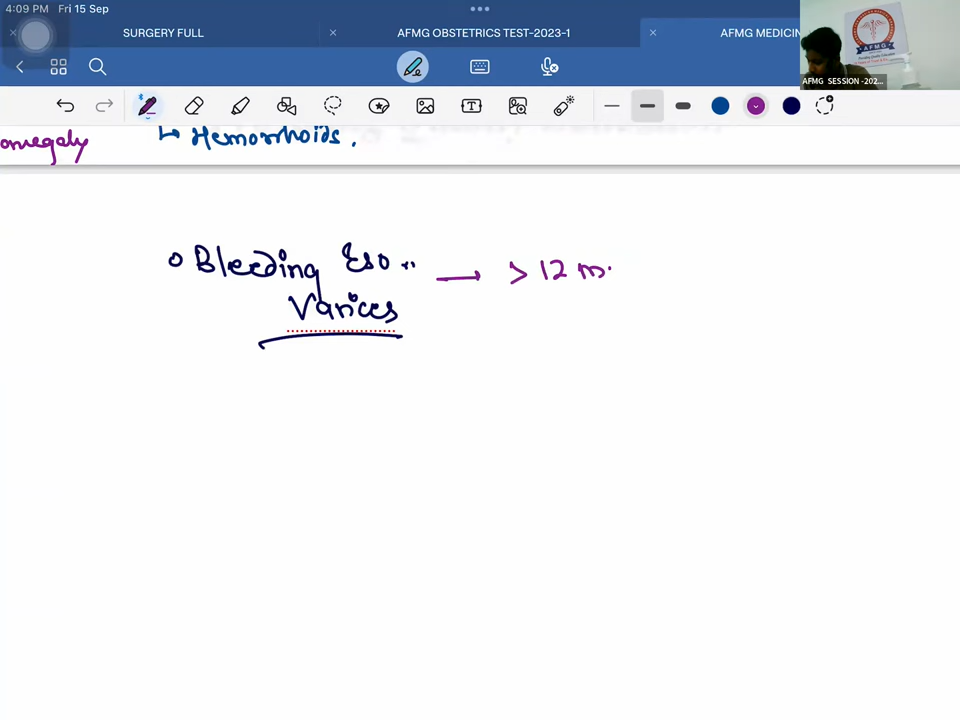 4:09 PM Fri 15 Sep
SURGERY FULL
AFMG OBSTETRICS TEST-2023-1
AFMG MEDICIN
AFMG
AFMG SESSION -202...
omegaly
↳ Hemorrhoids.
o Bleeding Eso..
Varices
→ > 12 m.